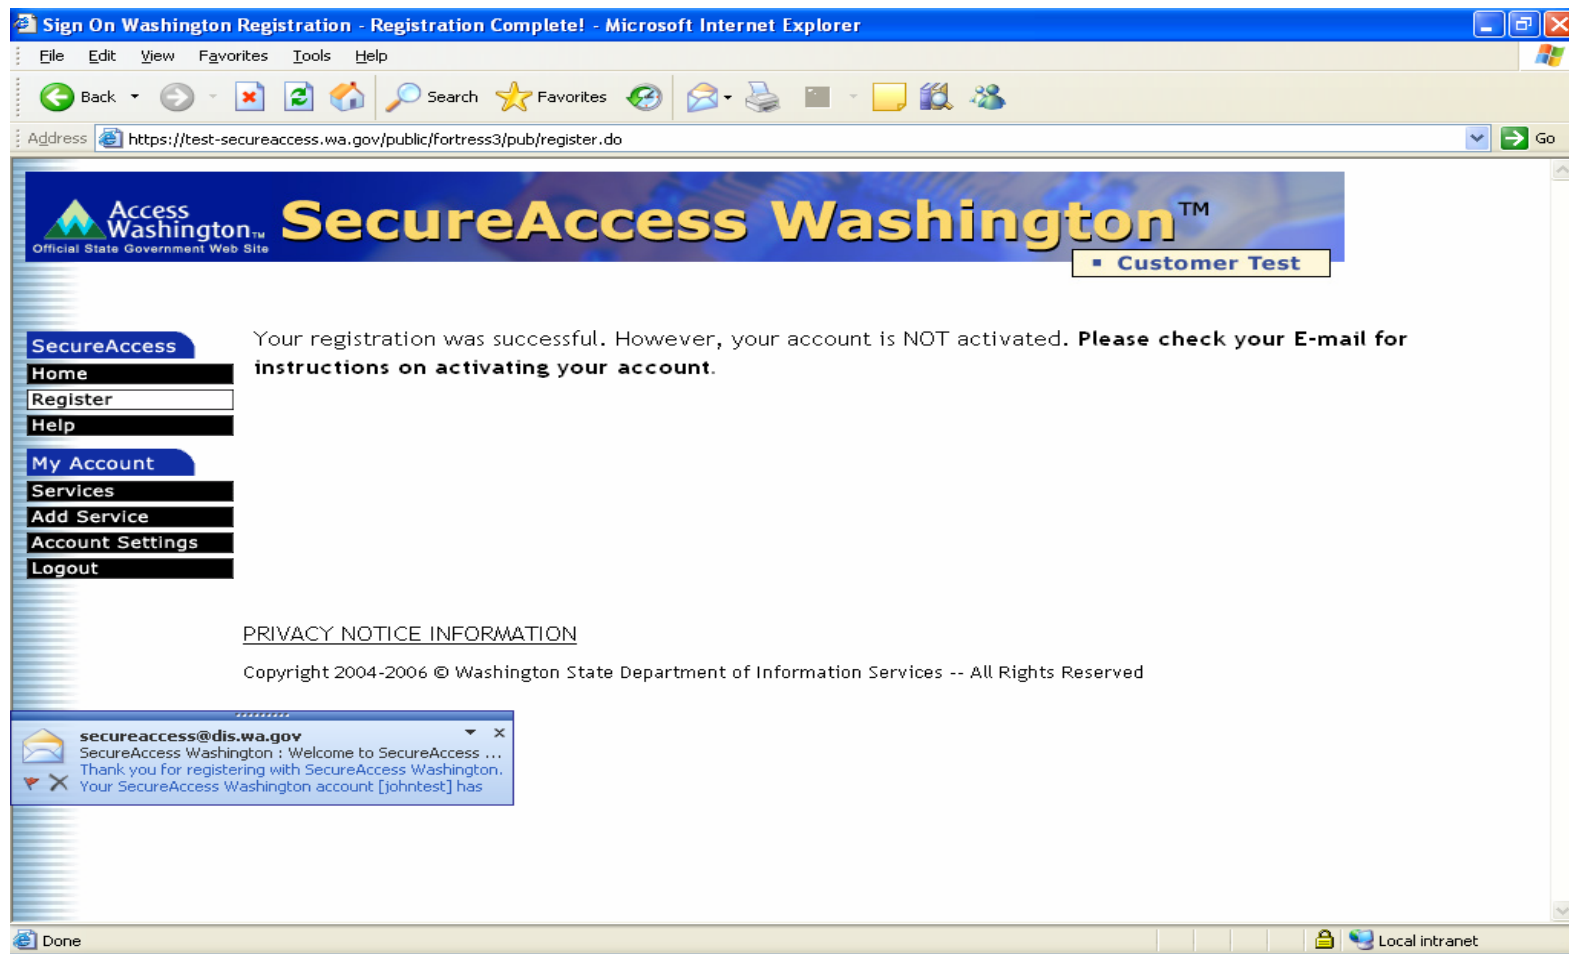 Sign On Washington Registration - Registration Complete! - Microsoft Internet Explorer
File Edit View Favorites Tools Help
Back Search Favorites
Address https://test-secureaccess.wa.gov/public/fortress3/pub/register.do Go
Access
Washington™
Official State Government Web Site
SecureAccess Washington™
▪ Customer Test
SecureAccess
Home
Register
Help
My Account
Services
Add Service
Account Settings
Logout
Your registration was successful. However, your account is NOT activated. Please check your E-mail for
instructions on activating your account.
PRIVACY NOTICE INFORMATION
Copyright 2004-2006 © Washington State Department of Information Services -- All Rights Reserved
secureaccess@dis.wa.gov
SecureAccess Washington : Welcome to SecureAccess ...
Thank you for registering with SecureAccess Washington.
Your SecureAccess Washington account [johntest] has
Done Local intranet